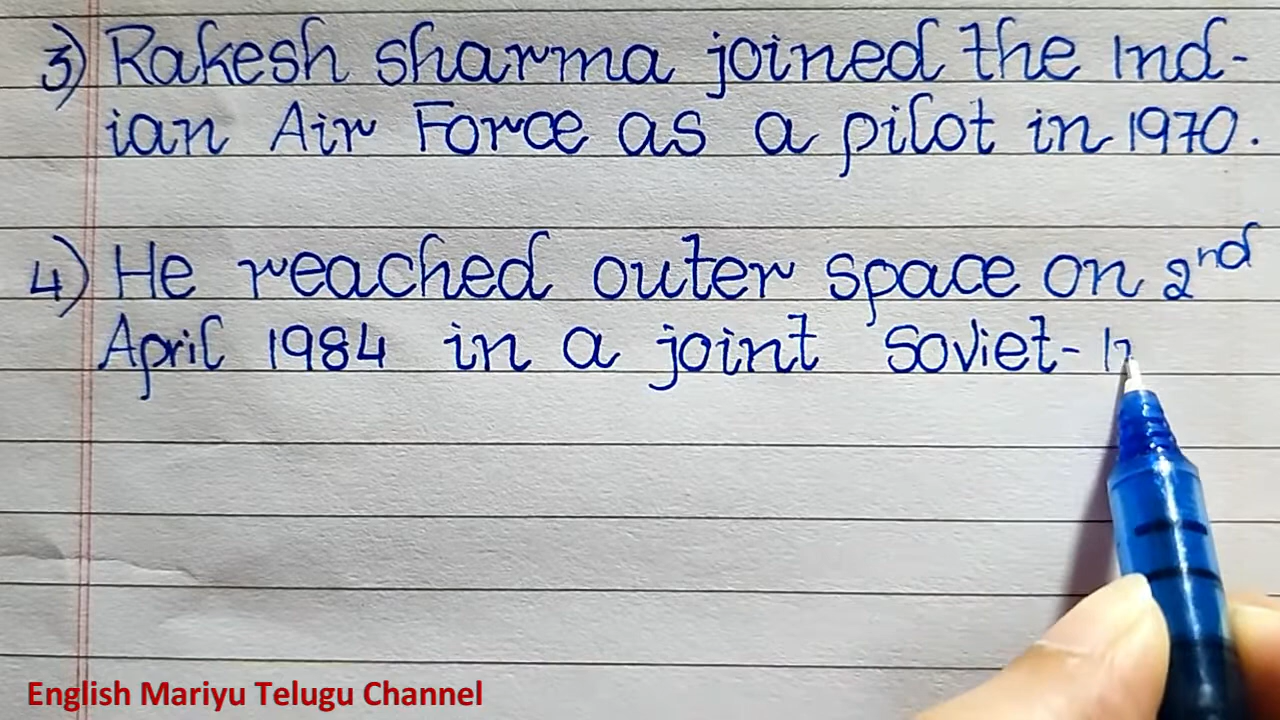 3) Rakesh sharma joined the Ind-
ian Air Force as a pilot in 1970.
4) He reached outer space on 2nd
April 1984 in a joint Soviet-
English Mariyu Telugu Channel